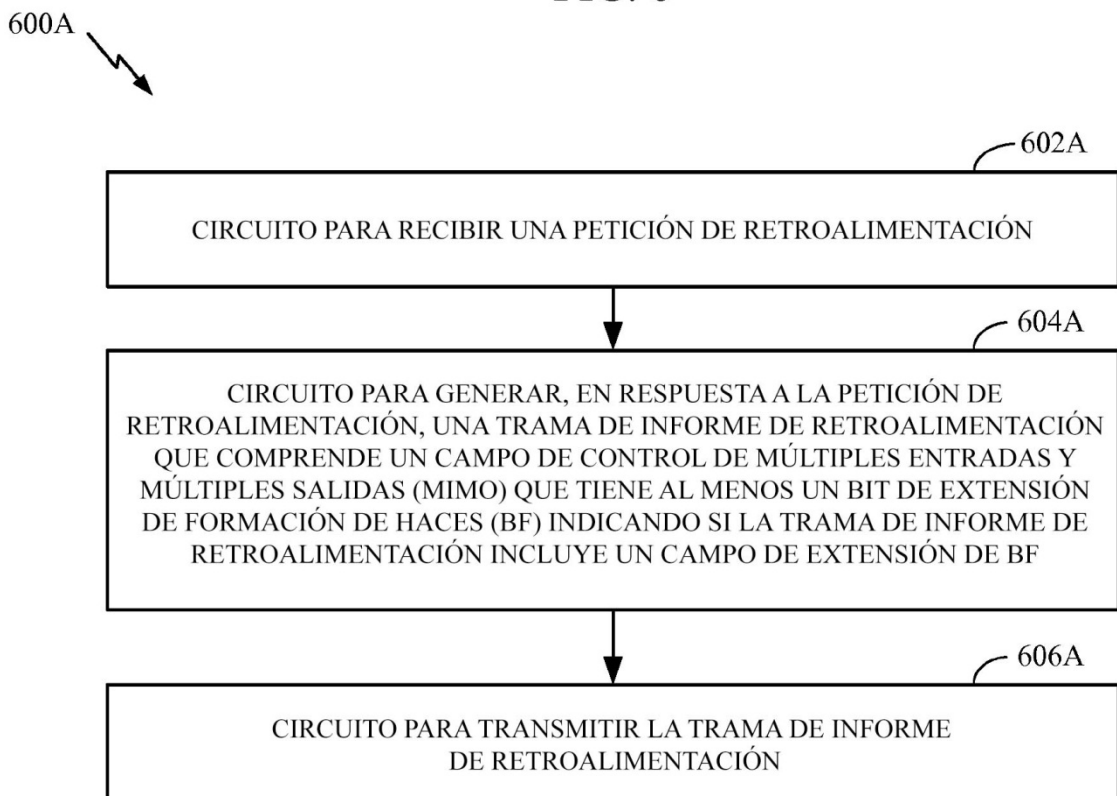 600A
602A
CIRCUITO PARA RECIBIR UNA PETICIÓN DE RETROALIMENTACIÓN
604A
CIRCUITO PARA GENERAR, EN RESPUESTA A LA PETICIÓN DE
RETROALIMENTACIÓN, UNA TRAMA DE INFORME DE RETROALIMENTACIÓN
QUE COMPRENDE UN CAMPO DE CONTROL DE MÚLTIPLES ENTRADAS Y
MÚLTIPLES SALIDAS (MIMO) QUE TIENE AL MENOS UN BIT DE EXTENSIÓN
DE FORMACIÓN DE HACES (BF) INDICANDO SI LA TRAMA DE INFORME DE
RETROALIMENTACIÓN INCLUYE UN CAMPO DE EXTENSIÓN DE BF
606A
CIRCUITO PARA TRANSMITIR LA TRAMA DE INFORME
DE RETROALIMENTACIÓN